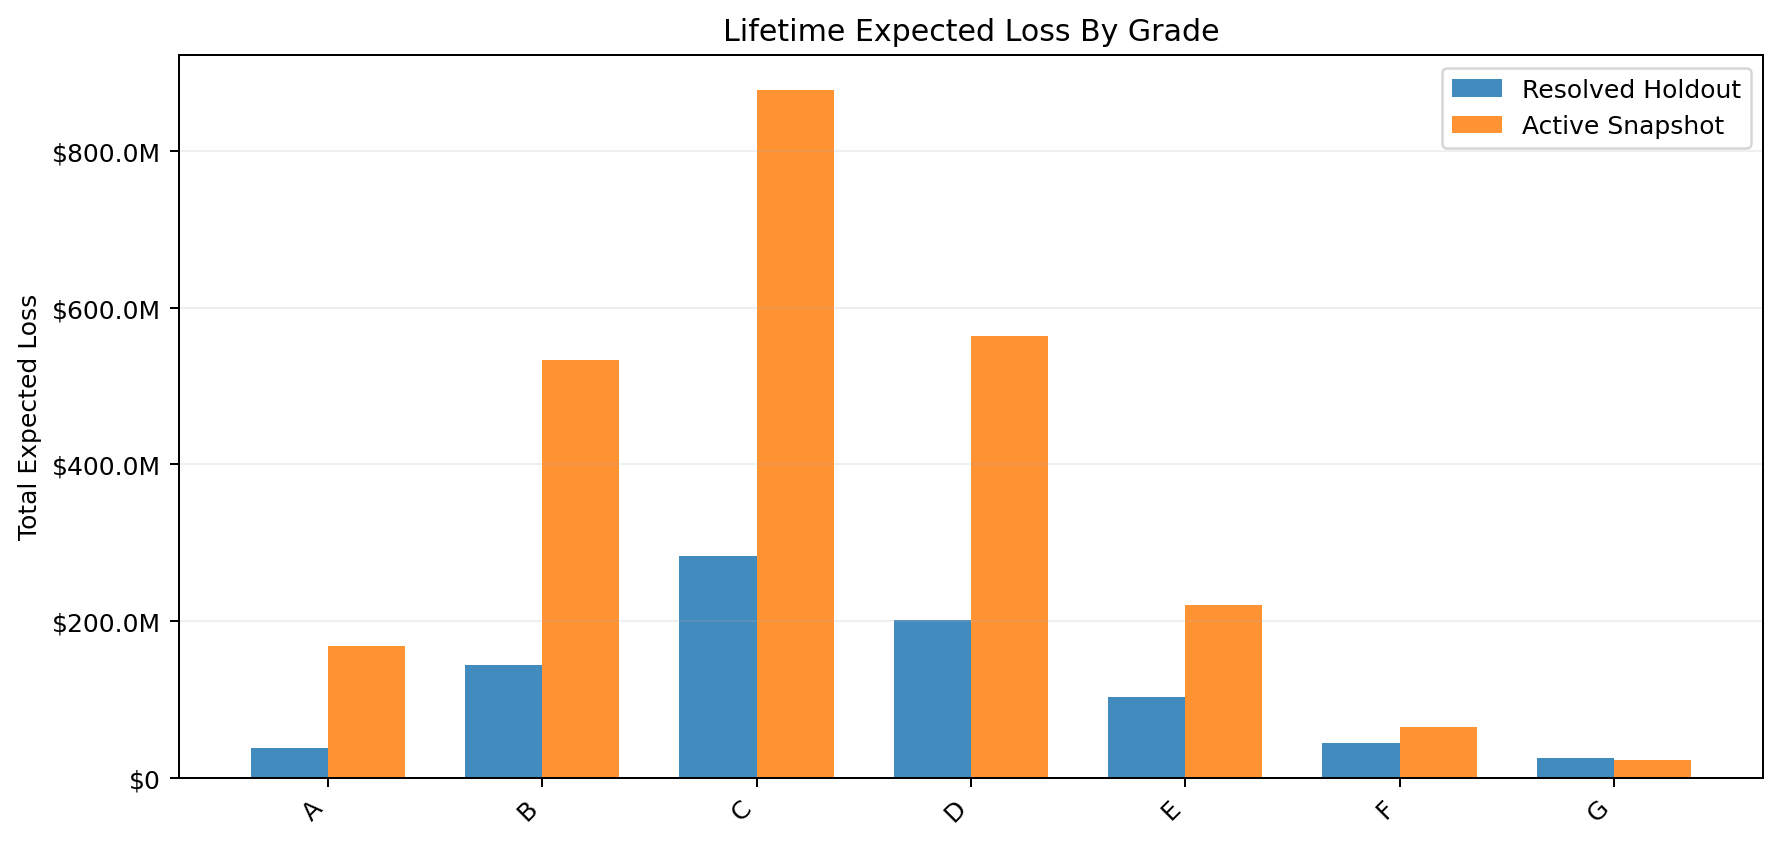 Lifetime Expected Loss By Grade
Resolved Holdout
Active Snapshot
Total Expected Loss
$800.0M
$600.0M
$400.0M
$200.0M
$0
A
B
C
D
E
F
G